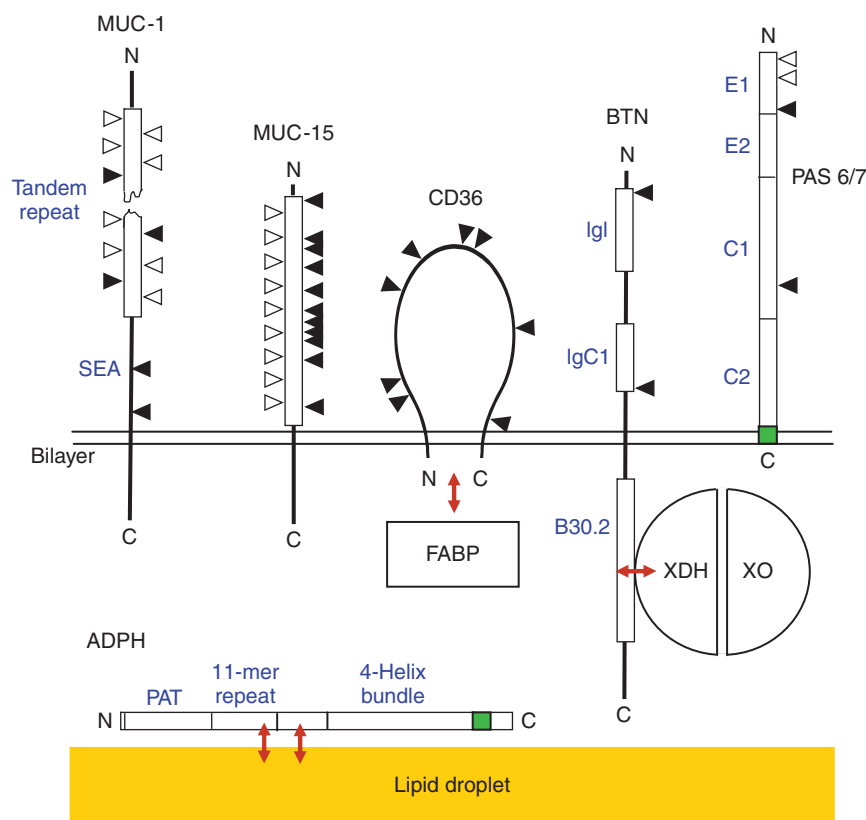 MUC-1
N
Tandem
repeat
SEA
C
MUC-15
N
C
CD36
N
C
FABP
BTN
N
IgI
IgC1
B30.2
C
XDH
XO
N
E1
E2
PAS 6/7
C1
C2
C
Bilayer
ADPH
N
PAT
11-mer
repeat
4-Helix
bundle
C
Lipid droplet